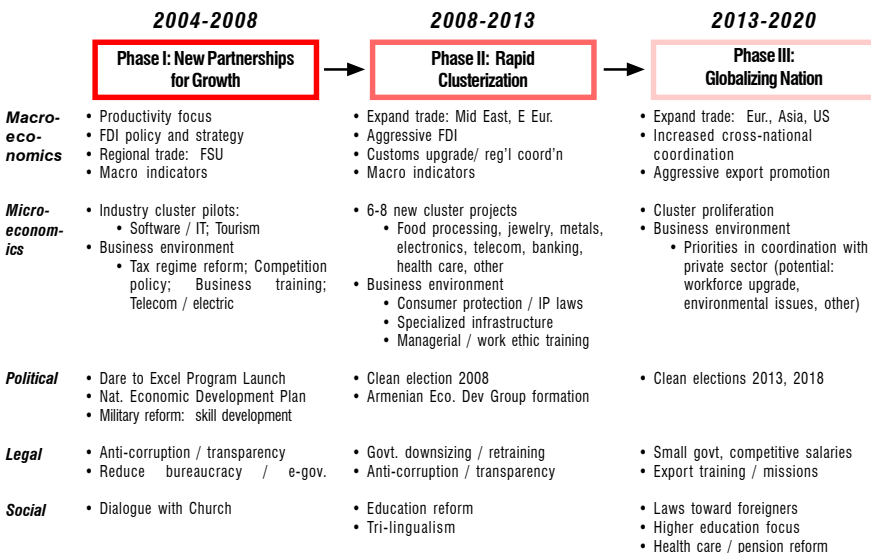 2004-2008
2008-2013
2013-2020
Phase I: New Partnerships
for Growth
Phase II: Rapid
Clusterization
Phase III:
Globalizing Nation
Macro-
eco-
nomics
• Productivity focus
• FDI policy and strategy
• Regional trade: FSU
• Macro indicators
• Expand trade: Mid East, E Eur.
• Aggressive FDI
• Customs upgrade/ reg'l coord'n
• Macro indicators
• Expand trade: Eur., Asia, US
• Increased cross-national
coordination
• Aggressive export promotion
Micro-
econom-
ics
• Industry cluster pilots:
• Software / IT; Tourism
• Business environment
• Tax regime reform; Competition
policy; Business training;
Telecom / electric
• 6-8 new cluster projects
• Food processing, jewelry, metals,
electronics, telecom, banking,
health care, other
• Business environment
• Consumer protection / IP laws
• Specialized infrastructure
• Managerial / work ethic training
• Cluster proliferation
• Business environment
• Priorities in coordination with
private sector (potential:
workforce upgrade,
environmental issues, other)
Political
• Dare to Excel Program Launch
• Nat. Economic Development Plan
• Military reform: skill development
• Clean election 2008
• Armenian Eco. Dev Group formation
• Clean elections 2013, 2018
Legal
• Anti-corruption / transparency
• Reduce bureaucracy / e-gov.
• Govt. downsizing / retraining
• Anti-corruption / transparency
• Small govt, competitive salaries
• Export training / missions
Social
• Dialogue with Church
• Education reform
• Tri-lingualism
• Laws toward foreigners
• Higher education focus
• Health care / pension reform